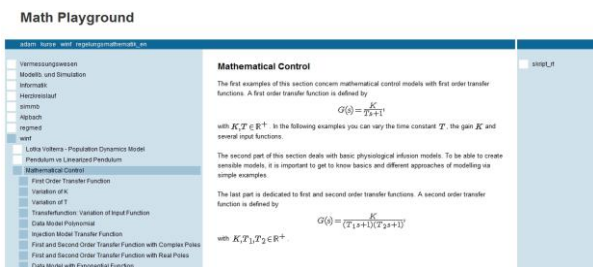 Math Playground
adam kurse winf regelungsmathematik_en
Vermessungswesen
Modellb. und Simulation
Informatik
Herzkreislauf
simmb
Alpbach
regmed
winf
Lotka Volterra - Population Dynamics Model
Pendulum vs Linearized Pendulum
Mathematical Control
First Order Transfer Function
Variation of K
Variation of T
Transferfunction: Variation of Input Function
Data Model Polynomial
Injection Model Transfer Function
First and Second Order Transfer Function with Complex Poles
First and Second Order Transfer Function with Real Poles
Data Model with Exponential Function
Mathematical Control
The first examples of this section concern mathematical control models with first order transfer
functions. A first order transfer function is defined by
G(s) = K/(Ts+1),
with K,T ∈ ℝ⁺. In the following examples you can vary the time constant T, the gain K and
several input functions.
The second part of this section deals with basic physiological infusion models. To be able to create
sensible models, it is important to get to know basics and different approaches of modelling via
simple examples.
The last part is dedicated to first and second order transfer functions. A second order transfer
function is defined by
G(s) = K/((T₁s+1)(T₂s+1)),
with K,T₁,T₂ ∈ ℝ⁺.
skript_rt